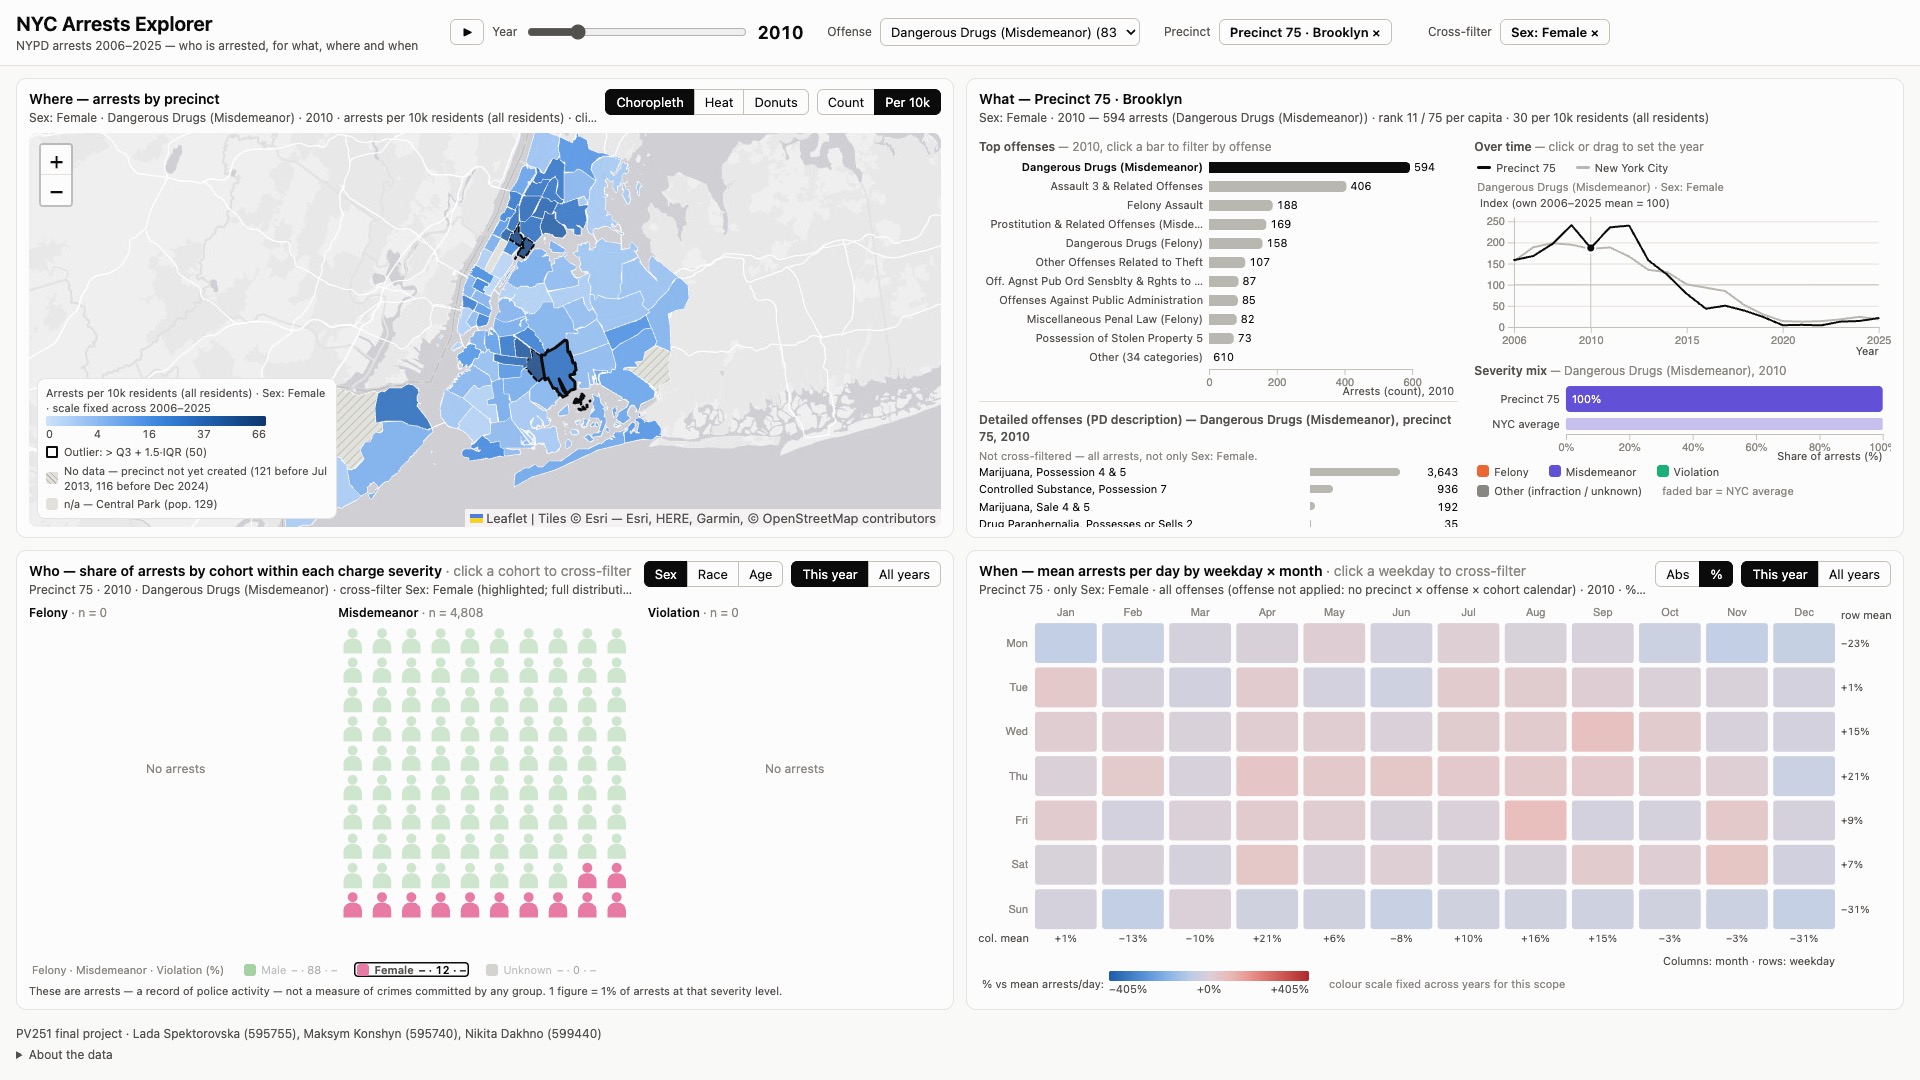 NYC Arrests Explorer
NYPD arrests 2006–2025 — who is arrested, for what, where and when
Year
2010
Offense
Dangerous Drugs (Misdemeanor) (83
Precinct
Precinct 75 · Brooklyn ×
Cross-filter
Sex: Female ×
Where — arrests by precinct
Sex: Female · Dangerous Drugs (Misdemeanor) · 2010 · arrests per 10k residents (all residents) · cli...
Choropleth
Heat
Donuts
Count
Per 10k
+
−
Arrests per 10k residents (all residents) · Sex: Female
· scale fixed across 2006–2025
0 4 16 37 66
Outlier: > Q3 + 1.5·IQR (50)
No data — precinct not yet created (121 before Jul
2013, 116 before Dec 2024)
n/a — Central Park (pop. 129)
Leaflet | Tiles © Esri — Esri, HERE, Garmin, © OpenStreetMap contributors
What — Precinct 75 · Brooklyn
Sex: Female · 2010 — 594 arrests (Dangerous Drugs (Misdemeanor)) · rank 11 / 75 per capita · 30 per 10k residents (all residents)
Top offenses — 2010, click a bar to filter by offense
Dangerous Drugs (Misdemeanor) 594
Assault 3 & Related Offenses 406
Felony Assault 188
Prostitution & Related Offenses (Misde... 169
Dangerous Drugs (Felony) 158
Other Offenses Related to Theft 107
Off. Agnst Pub Ord Sensblty & Rghts to ... 87
Offenses Against Public Administration 85
Miscellaneous Penal Law (Felony) 82
Possession of Stolen Property 5 73
Other (34 categories) 610
0 200 400 600
Arrests (count), 2010
Detailed offenses (PD description) — Dangerous Drugs (Misdemeanor), precinct
75, 2010
Not cross-filtered — all arrests, not only Sex: Female.
Marijuana, Possession 4 & 5 3,643
Controlled Substance, Possession 7 936
Marijuana, Sale 4 & 5 192
Drug Paraphernalia, Possesses or Sells 2 35
Over time — click or drag to set the year
Precinct 75
New York City
Dangerous Drugs (Misdemeanor) · Sex: Female
Index (own 2006–2025 mean = 100)
250
200
150
100
50
0
2006 2010 2015 2020 2025
Year
Severity mix — Dangerous Drugs (Misdemeanor), 2010
Precinct 75 100%
NYC average
0% 20% 40% 60% 80% 100%
Share of arrests (%)
Felony
Misdemeanor
Violation
Other (infraction / unknown)
faded bar = NYC average
Who — share of arrests by cohort within each charge severity · click a cohort to cross-filter
Precinct 75 · 2010 · Dangerous Drugs (Misdemeanor) · cross-filter Sex: Female (highlighted; full distributi...
Sex
Race
Age
This year
All years
Felony · n = 0
Misdemeanor · n = 4,808
Violation · n = 0
No arrests
No arrests
Felony · Misdemeanor · Violation (%)
Male – · 88 · –
Female – · 12 · –
Unknown – · 0 · –
These are arrests — a record of police activity — not a measure of crimes committed by any group. 1 figure = 1% of arrests at that severity level.
When — mean arrests per day by weekday × month · click a weekday to cross-filter
Precinct 75 · only Sex: Female · all offenses (offense not applied: no precinct × offense × cohort calendar) · 2010 · %...
Abs
%
This year
All years
Jan Feb Mar Apr May Jun Jul Aug Sep Oct Nov Dec row mean
Mon −23%
Tue +1%
Wed +15%
Thu +21%
Fri +9%
Sat +7%
Sun −31%
col. mean +1% −13% −10% +21% +6% −8% +10% +16% +15% −3% −3% −31%
Columns: month · rows: weekday
% vs mean arrests/day:
−405% +0% +405%
colour scale fixed across years for this scope
PV251 final project · Lada Spektorovska (595755), Maksym Konshyn (595740), Nikita Dakhno (599440)
About the data